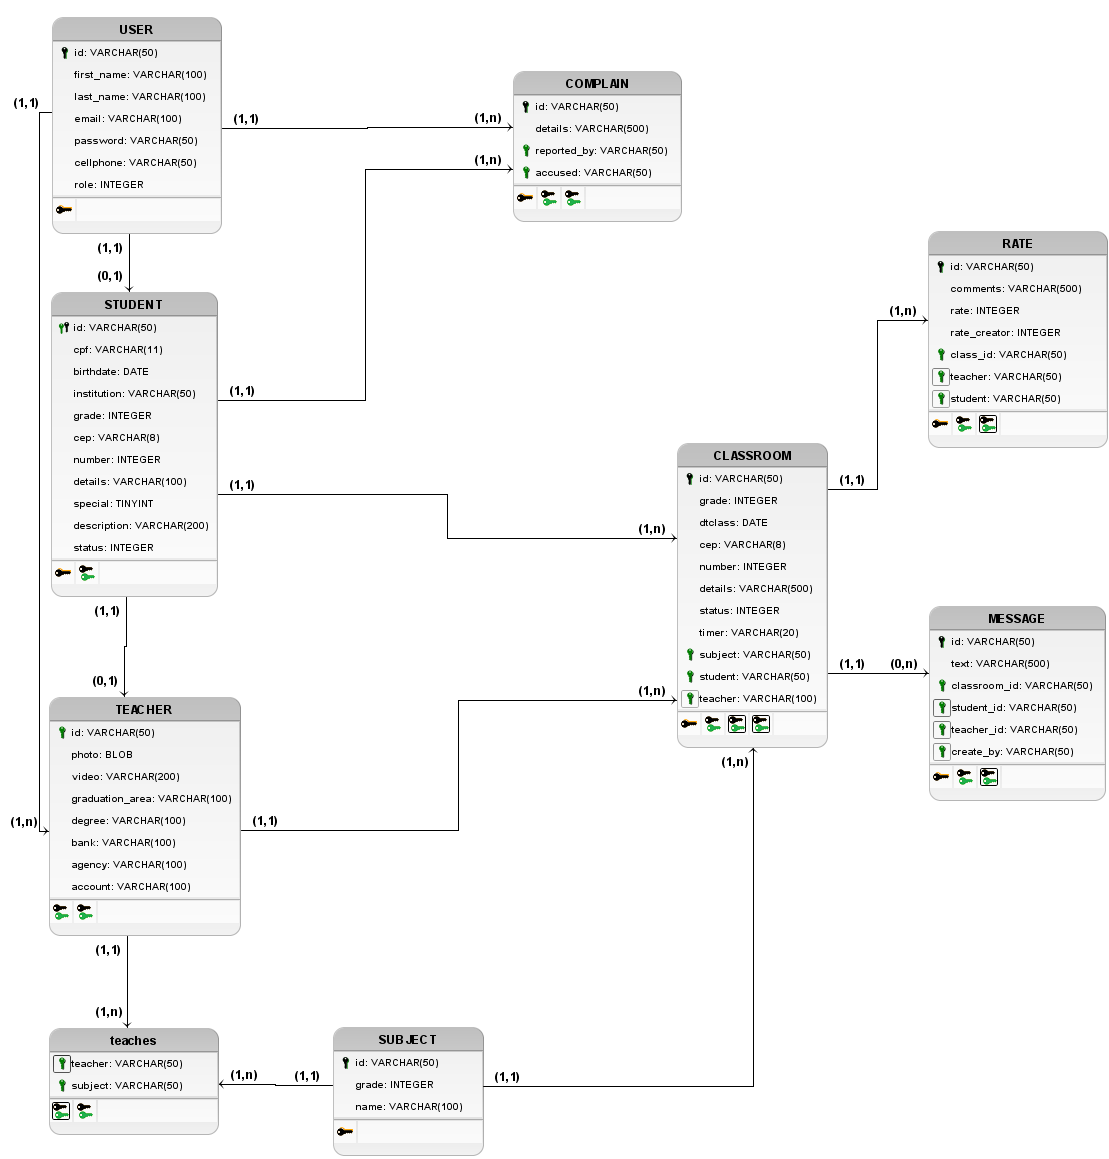 USER
id: VARCHAR(50)
first_name: VARCHAR(100)
last_name: VARCHAR(100)
email: VARCHAR(100)
password: VARCHAR(50)
cellphone: VARCHAR(50)
role: INTEGER
(1,1)
(1,1)
(1,n)
COMPLAIN
id: VARCHAR(50)
details: VARCHAR(500)
reported_by: VARCHAR(50)
accused: VARCHAR(50)
(1,n)
(1,1)
(0,1)
STUDENT
id: VARCHAR(50)
cpf: VARCHAR(11)
birthdate: DATE
institution: VARCHAR(50)
grade: INTEGER
cep: VARCHAR(8)
number: INTEGER
details: VARCHAR(100)
special: TINYINT
description: VARCHAR(200)
status: INTEGER
(1,1)
(1,1)
(1,n)
RATE
id: VARCHAR(50)
comments: VARCHAR(500)
rate: INTEGER
rate_creator: INTEGER
class_id: VARCHAR(50)
teacher: VARCHAR(50)
student: VARCHAR(50)
(1,n)
CLASSROOM
id: VARCHAR(50)
grade: INTEGER
dtclass: DATE
cep: VARCHAR(8)
number: INTEGER
details: VARCHAR(500)
status: INTEGER
timer: VARCHAR(20)
subject: VARCHAR(50)
student: VARCHAR(50)
teacher: VARCHAR(100)
(1,1)
(1,1)
(0,n)
MESSAGE
id: VARCHAR(50)
text: VARCHAR(500)
classroom_id: VARCHAR(50)
student_id: VARCHAR(50)
teacher_id: VARCHAR(50)
create_by: VARCHAR(50)
(1,1)
(0,1)
(1,n)
TEACHER
id: VARCHAR(50)
photo: BLOB
video: VARCHAR(200)
graduation_area: VARCHAR(100)
degree: VARCHAR(100)
bank: VARCHAR(100)
agency: VARCHAR(100)
account: VARCHAR(100)
(1,n)
(1,1)
(1,n)
(1,1)
(1,n)
teaches
teacher: VARCHAR(50)
subject: VARCHAR(50)
(1,n)
(1,1)
SUBJECT
id: VARCHAR(50)
grade: INTEGER
name: VARCHAR(100)
(1,1)